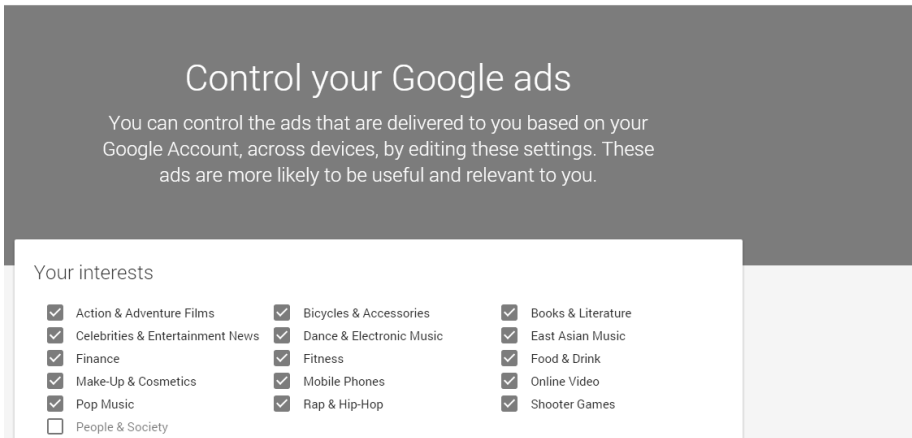 Control your Google ads
You can control the ads that are delivered to you based on your
Google Account, across devices, by editing these settings. These
ads are more likely to be useful and relevant to you.
Your interests
Action & Adventure Films
Bicycles & Accessories
Books & Literature
Celebrities & Entertainment News
Dance & Electronic Music
East Asian Music
Finance
Fitness
Food & Drink
Make-Up & Cosmetics
Mobile Phones
Online Video
Pop Music
Rap & Hip-Hop
Shooter Games
People & Society